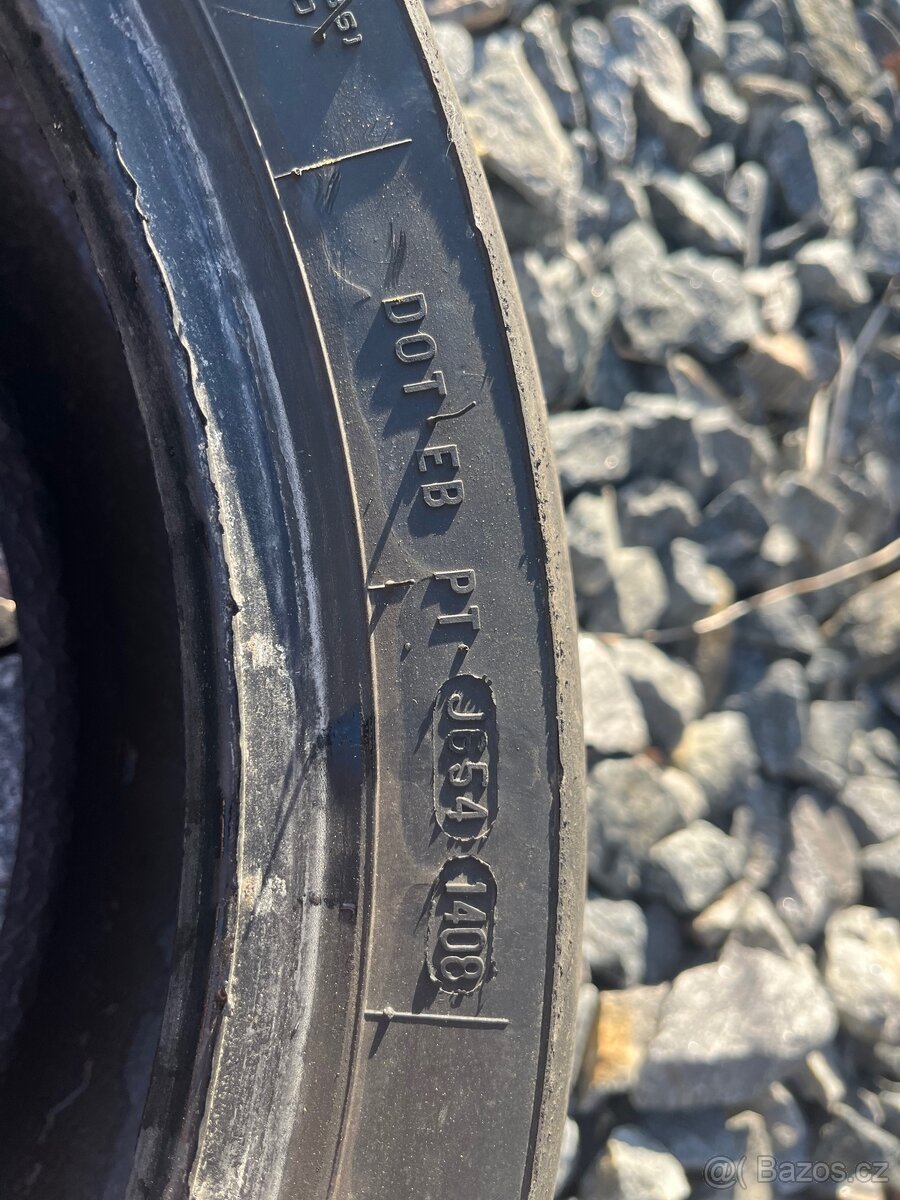 DOT\EB PT J654 1408
@( Bazos.cz